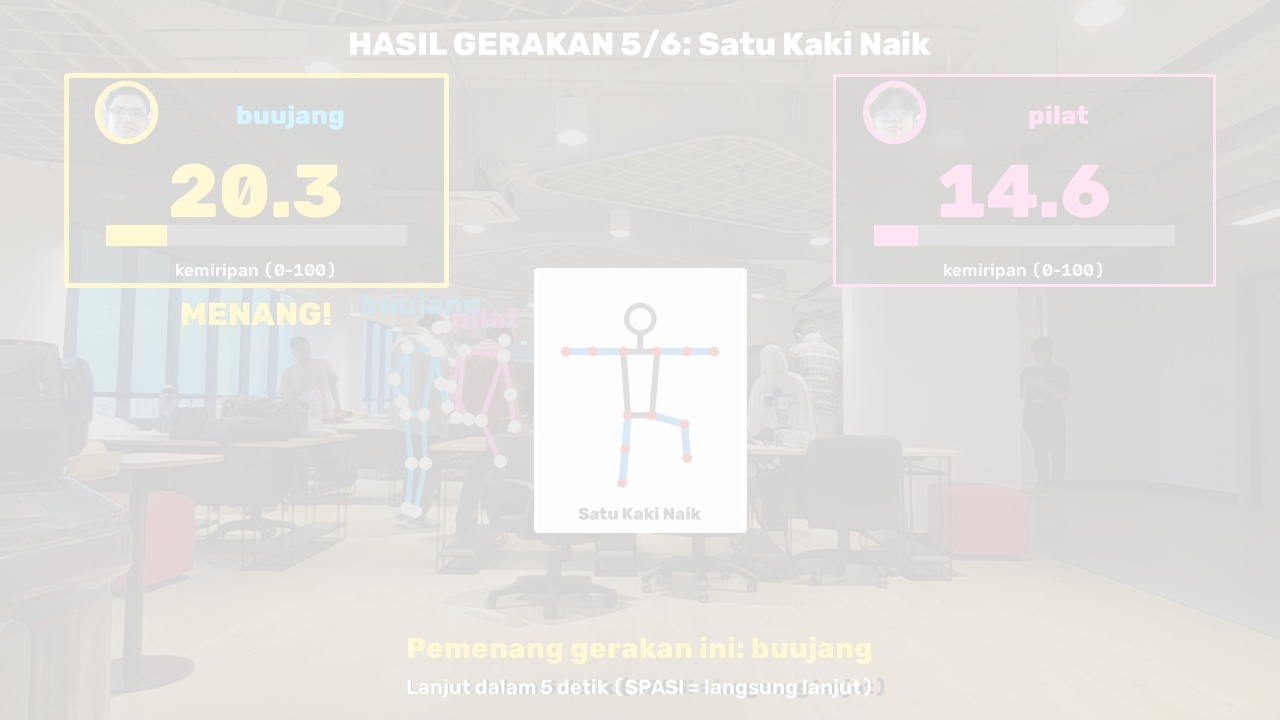 HASIL GERAKAN 5/6: Satu Kaki Naik
buujang
20.3
kemiripan (0-100)
MENANG!
pilat
14.6
kemiripan (0-100)
buujang
pilat
Satu Kaki Naik
Pemenang gerakan ini: buujang
Lanjut dalam 5 detik (SPASI = langsung lanjut)